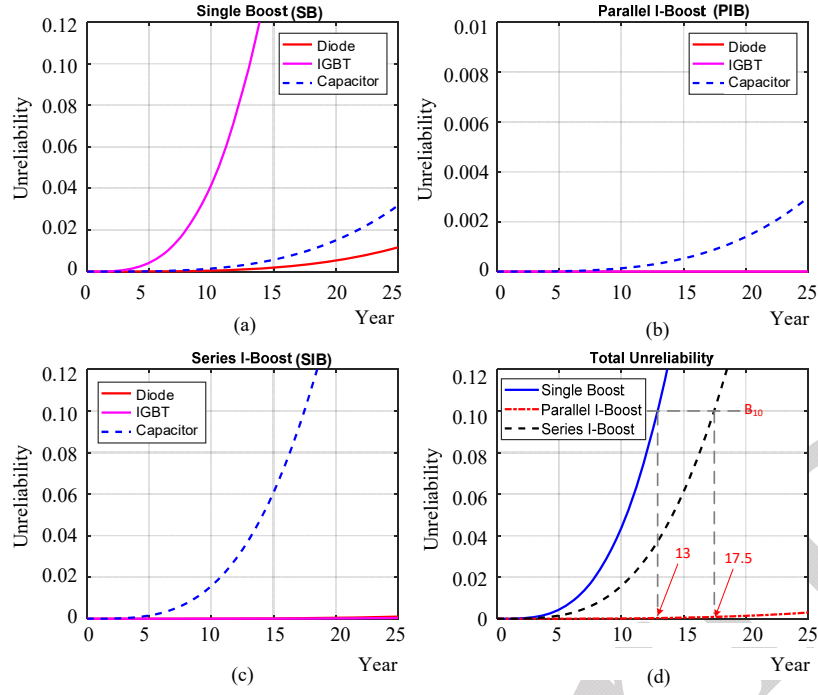 Single Boost (SB)
Unreliability
0.12
0.10
0.08
0.06
0.04
0.02
0
Diode
IGBT
Capacitor
0 5 10 15 20 25
Year
(a)
Parallel I-Boost (PIB)
Unreliability
0.01
0.008
0.006
0.004
0.002
0
Diode
IGBT
Capacitor
0 5 10 15 20 25
Year
(b)
Series I-Boost (SIB)
Unreliability
0.12
0.10
0.08
0.06
0.04
0.02
0
Diode
IGBT
Capacitor
0 5 10 15 20 25
Year
(c)
Total Unreliability
Unreliability
0.12
0.10
0.08
0.06
0.04
0.02
0
Single Boost
Parallel I-Boost
Series I-Boost
B10
13
17.5
0 5 10 15 20 25
Year
(d)